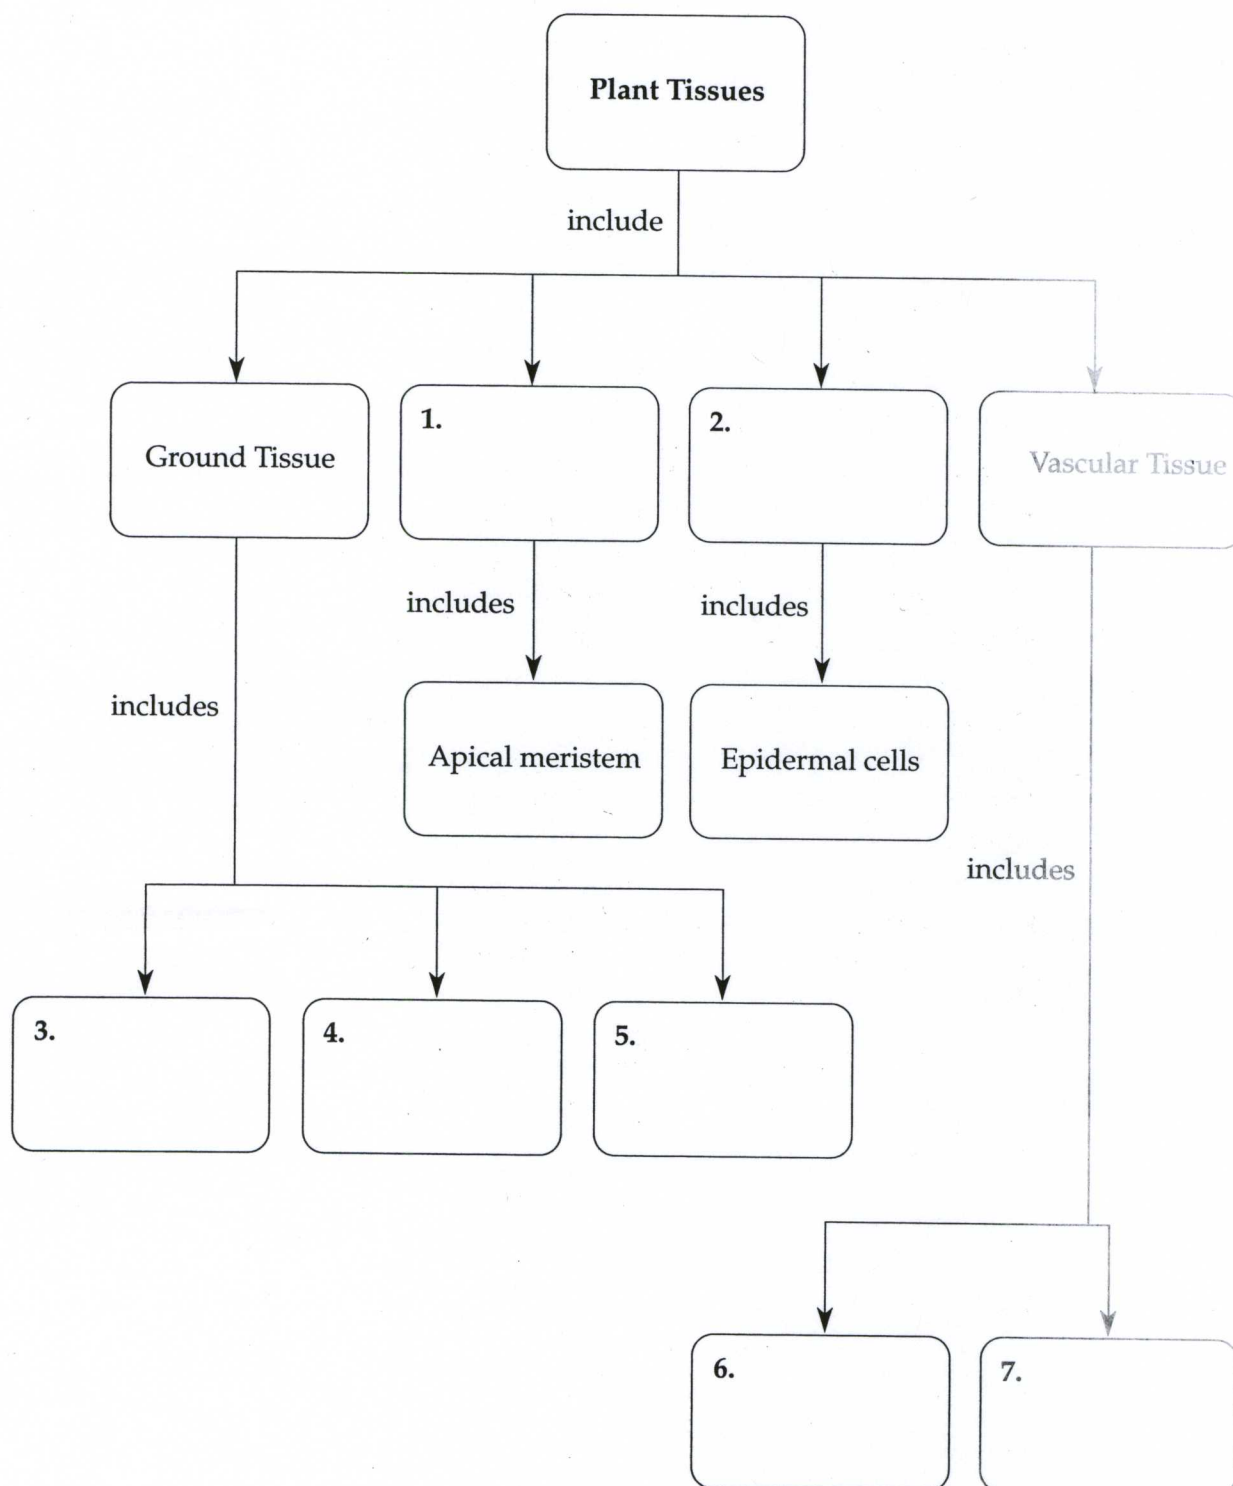 Plant Tissues
include
Ground Tissue
1.
2.
Vascular Tissue
includes
includes
includes
Apical meristem
Epidermal cells
includes
3.
4.
5.
6.
7.